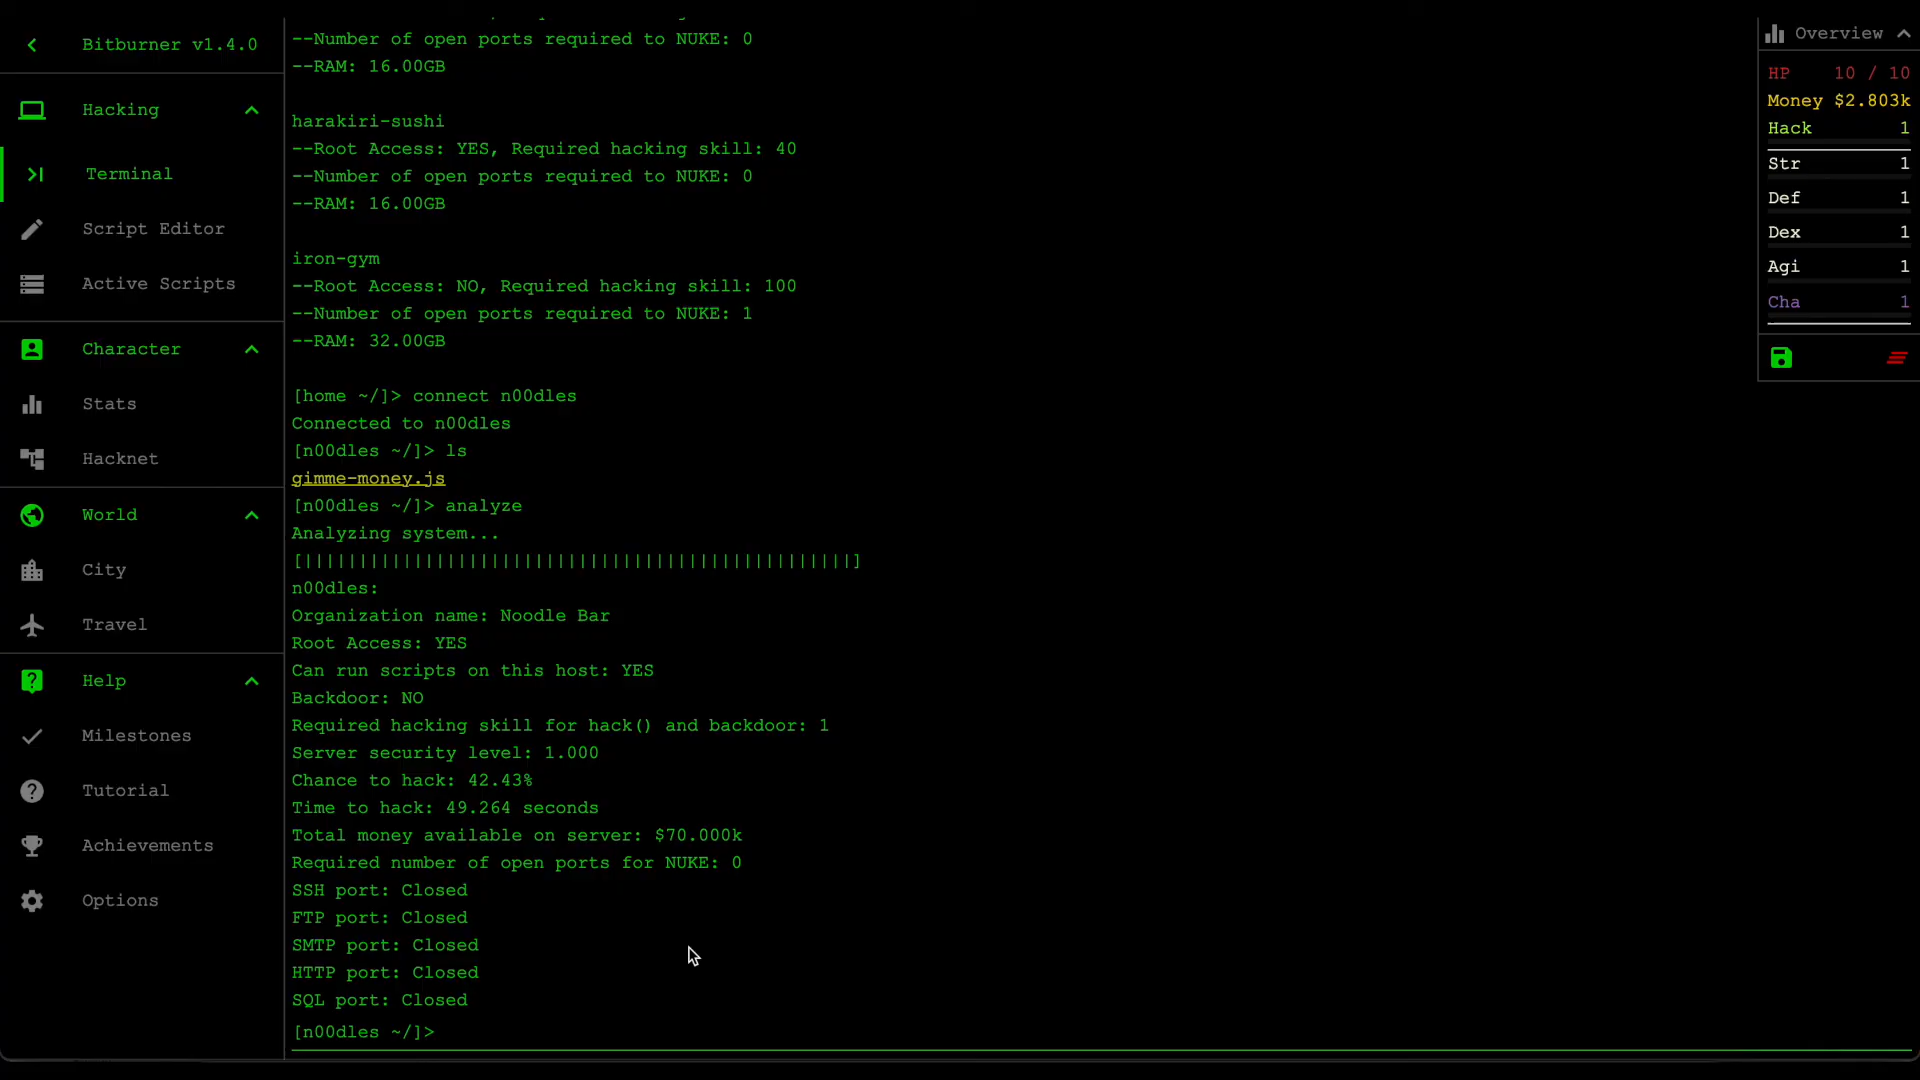 Bitburner v1.4.0
Hacking
Terminal
Script Editor
Active Scripts
Character
Stats
Hacknet
World
City
Travel
Help
Milestones
Tutorial
Achievements
Options
--Number of open ports required to NUKE: 0
--RAM: 16.00GB
harakiri-sushi
--Root Access: YES, Required hacking skill: 40
--Number of open ports required to NUKE: 0
--RAM: 16.00GB
iron-gym
--Root Access: NO, Required hacking skill: 100
--Number of open ports required to NUKE: 1
--RAM: 32.00GB
[home ~/]> connect n00dles
Connected to n00dles
[n00dles ~/]> ls
gimme-money.js
[n00dles ~/]> analyze
Analyzing system...
[||||||||||||||||||||||||||||||||||||||||||||||||||]
n00dles:
Organization name: Noodle Bar
Root Access: YES
Can run scripts on this host: YES
Backdoor: NO
Required hacking skill for hack() and backdoor: 1
Server security level: 1.000
Chance to hack: 42.43%
Time to hack: 49.264 seconds
Total money available on server: $70.000k
Required number of open ports for NUKE: 0
SSH port: Closed
FTP port: Closed
SMTP port: Closed
HTTP port: Closed
SQL port: Closed
[n00dles ~/]>
Overview
HP 10 / 10
Money $2.803k
Hack 1
Str 1
Def 1
Dex 1
Agi 1
Cha 1